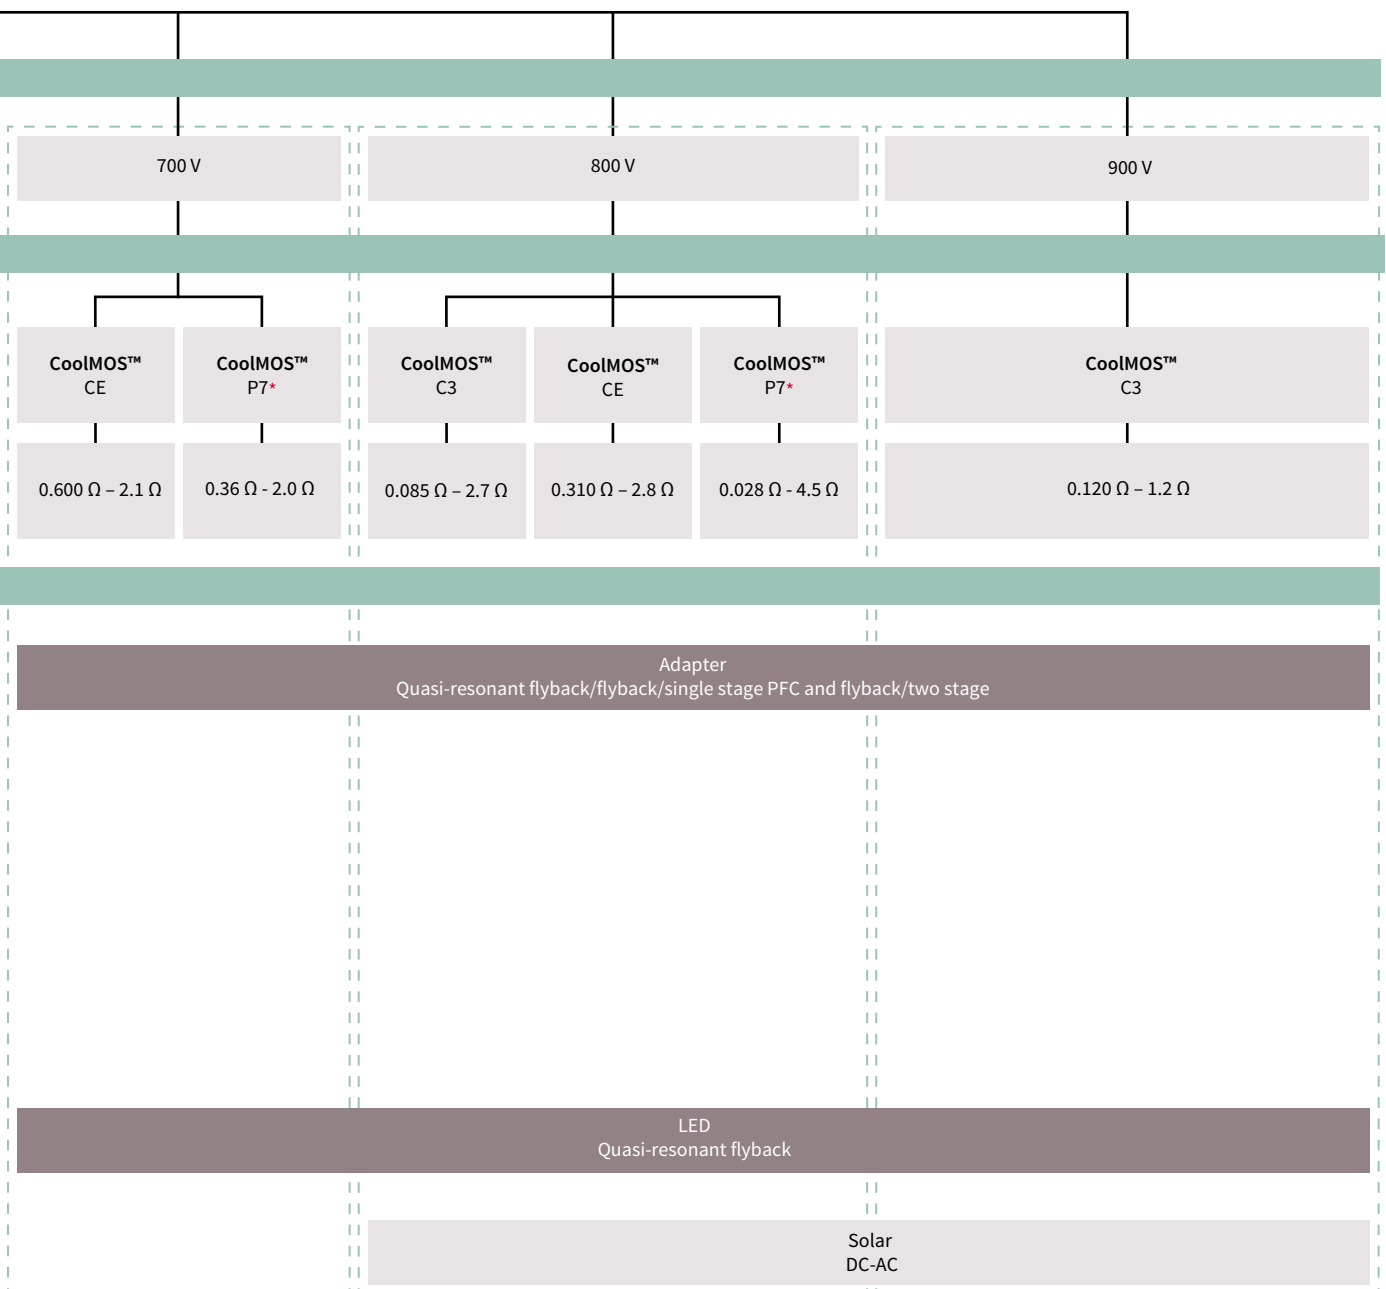 700 V
800 V
900 V
CoolMOS™
CE
CoolMOS™
P7*
CoolMOS™
C3
CoolMOS™
CE
CoolMOS™
P7*
CoolMOS™
C3
0.600 Ω – 2.1 Ω
0.36 Ω - 2.0 Ω
0.085 Ω – 2.7 Ω
0.310 Ω – 2.8 Ω
0.028 Ω - 4.5 Ω
0.120 Ω – 1.2 Ω
Adapter
Quasi-resonant flyback/flyback/single stage PFC and flyback/two stage
LED
Quasi-resonant flyback
Solar
DC-AC